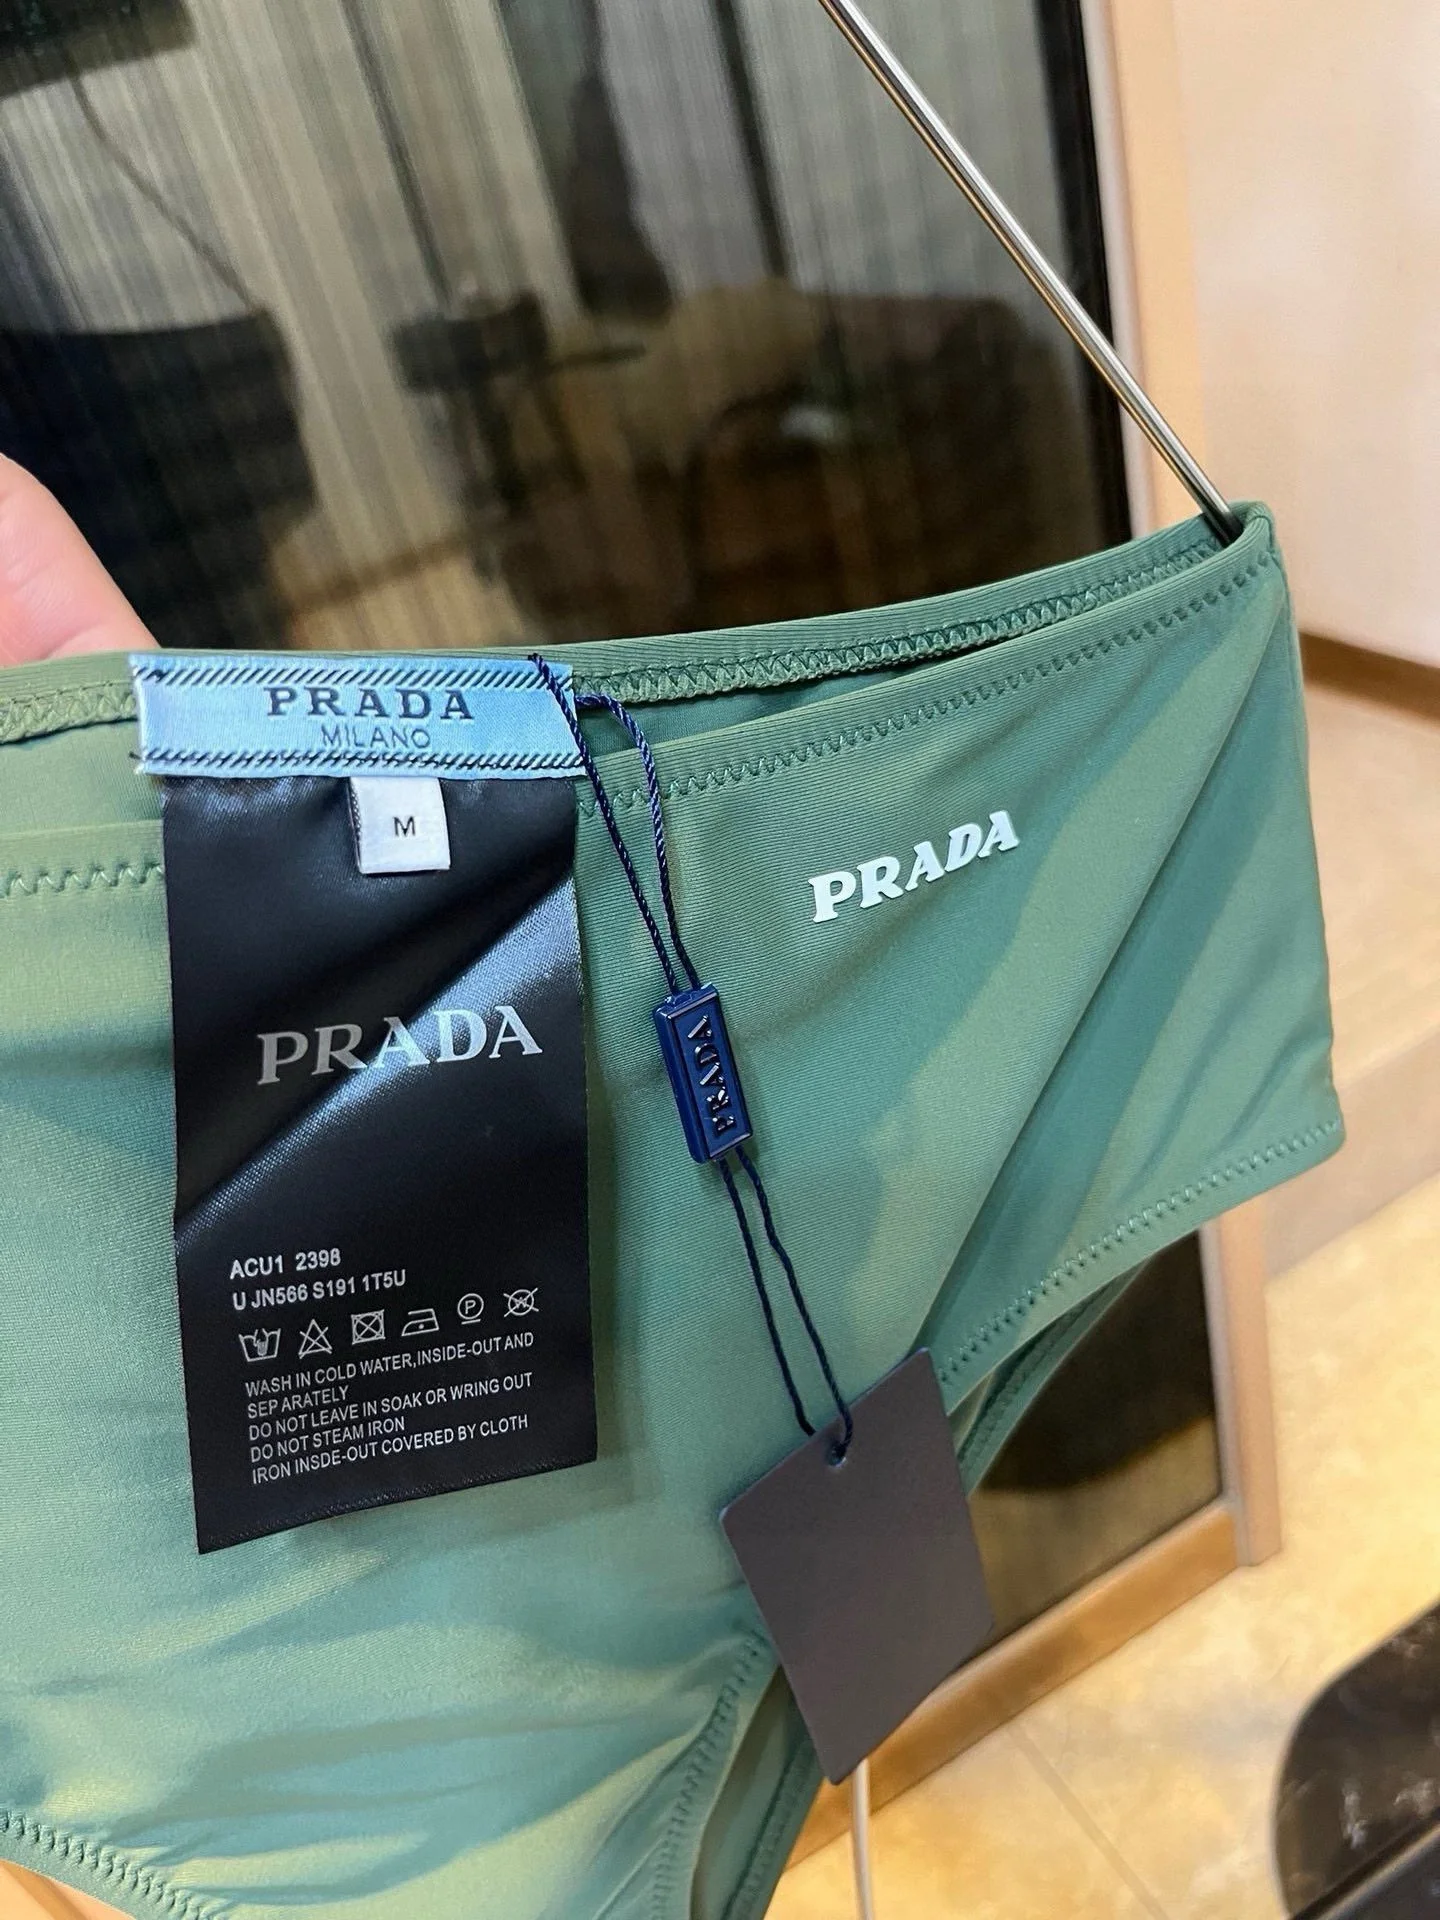 PRADA
MILANO
M
PRADA
PRADA
PRADA
ACU1 2398
U JN566 S191 1T5U
P
W
WASH IN COLD WATER,INSIDE-OUT AND
SEP ARATELY
DO NOT LEAVE IN SOAK OR WRING OUT
DO NOT STEAM IRON
IRON INSDE-OUT COVERED BY CLOTH